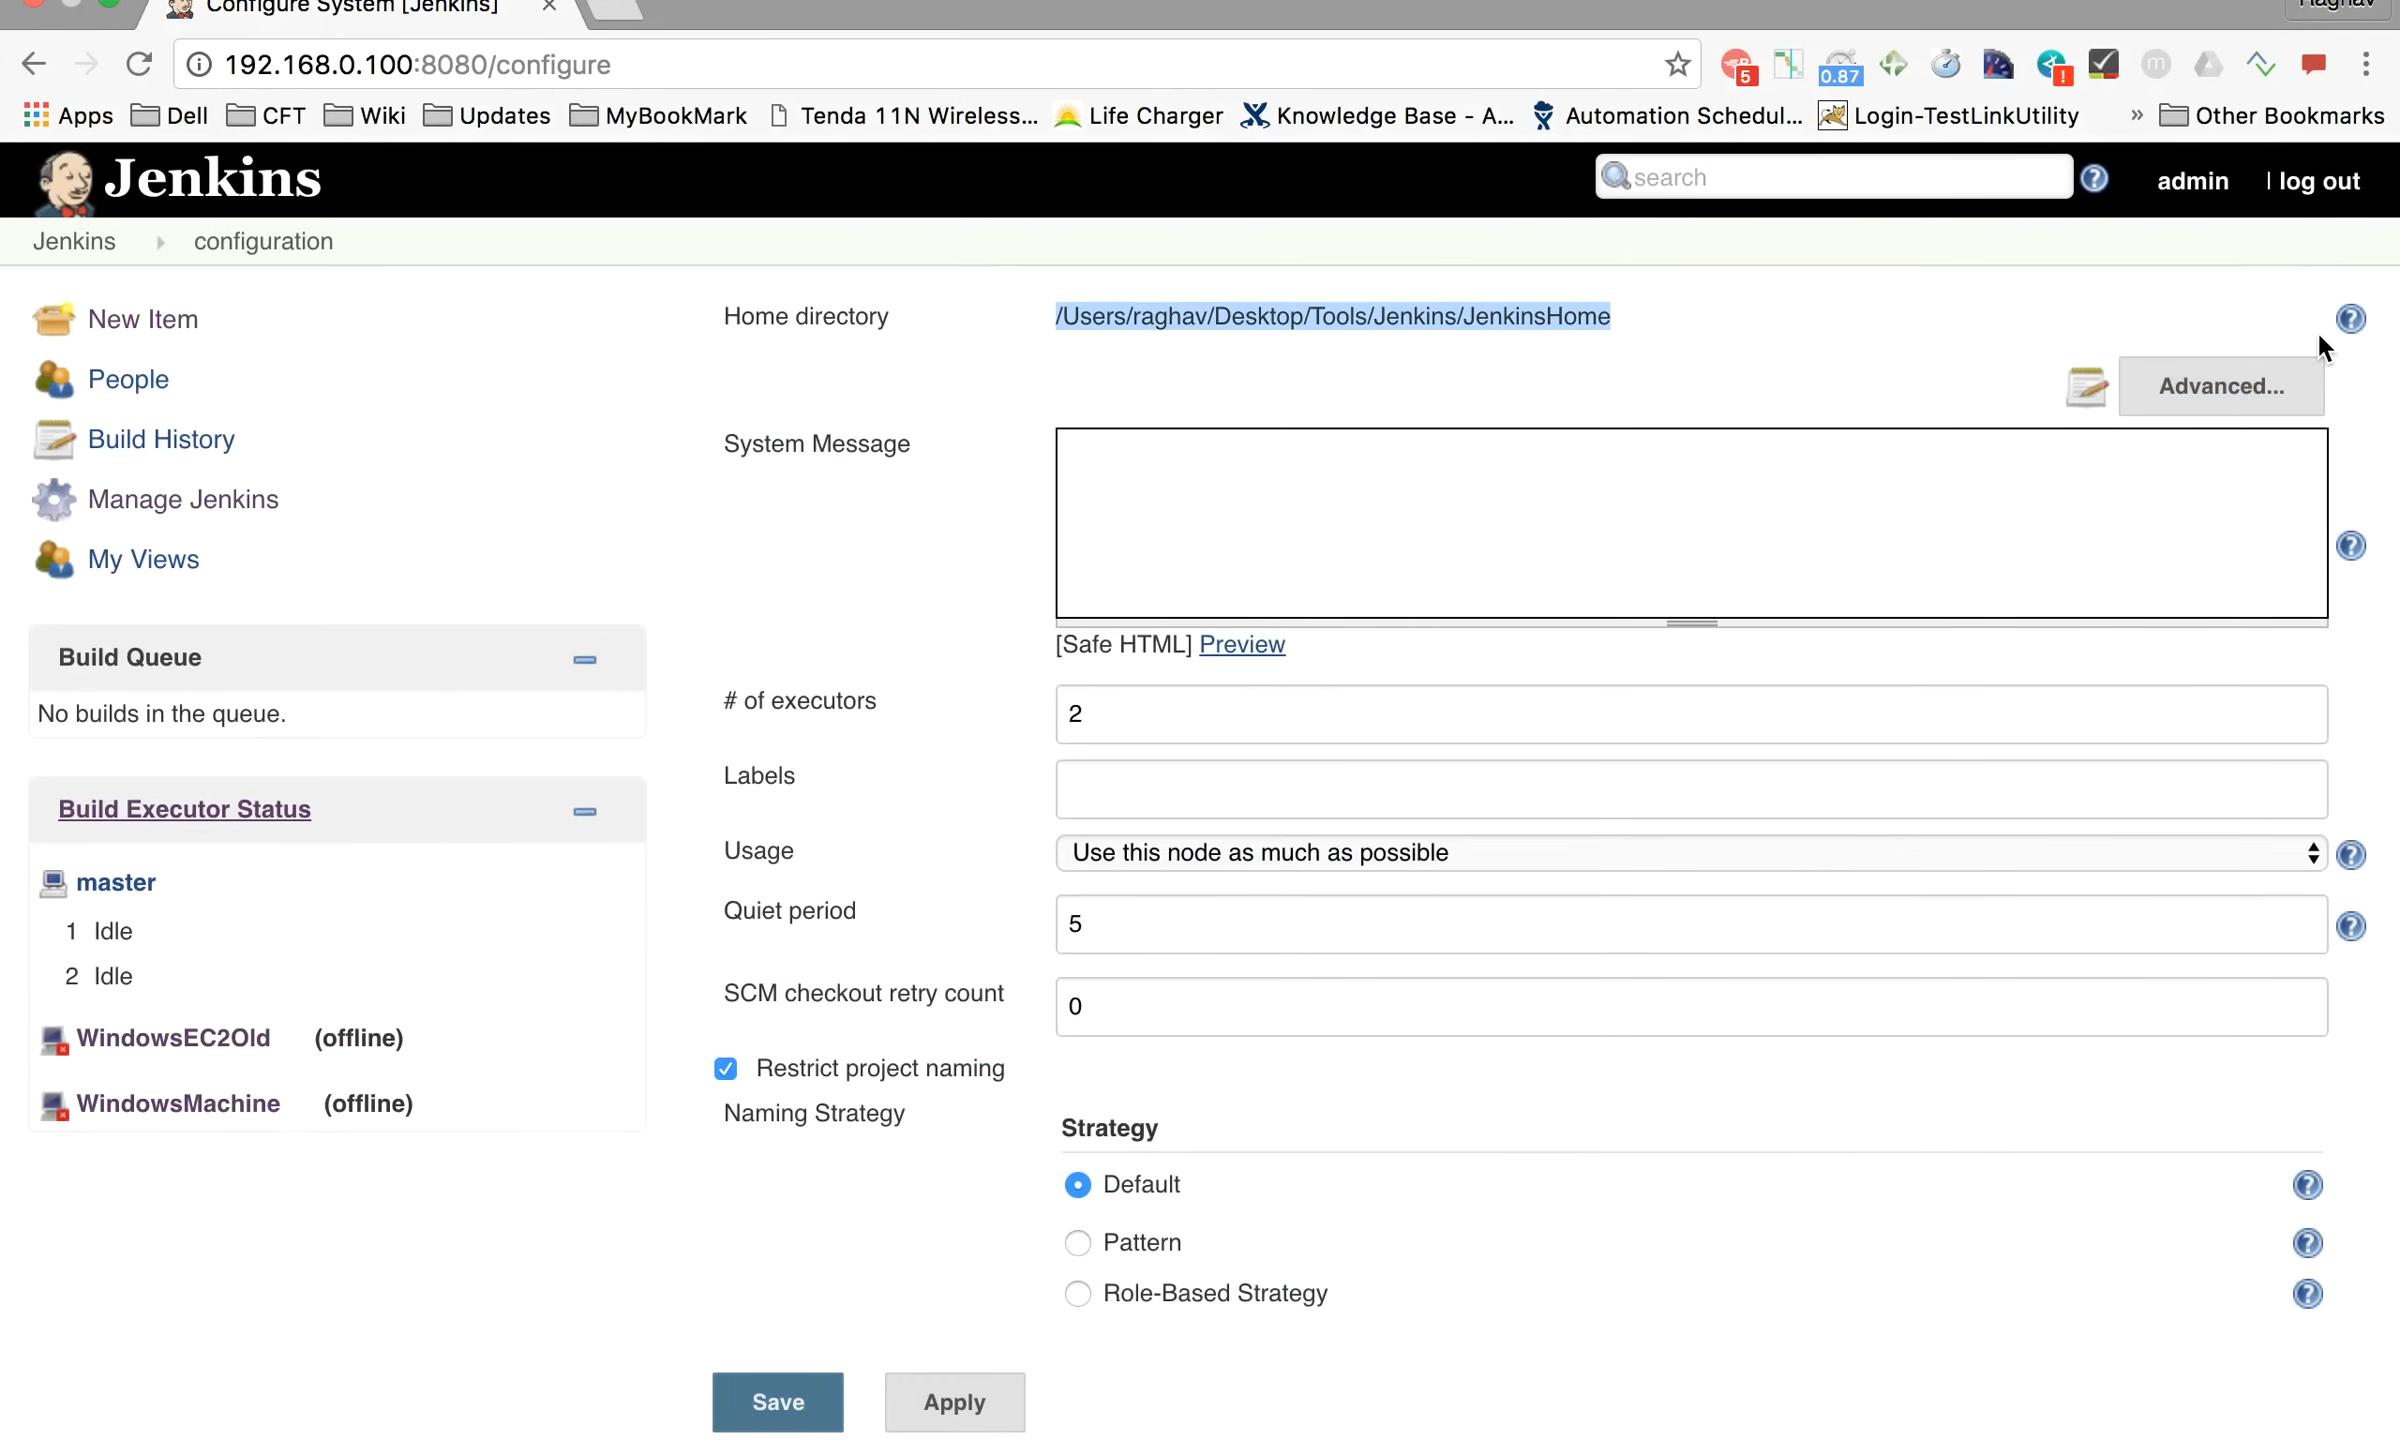 Configure System [Jenkins]
Raghav
192.168.0.100:8080/configure
5
0.87
!
Apps Dell CFT Wiki Updates MyBookMark Tenda 11N Wireless... Life Charger Knowledge Base - A... Automation Schedul... Login-TestLinkUtility » Other Bookmarks
Jenkins
search
admin | log out
Jenkins configuration
New Item
People
Build History
Manage Jenkins
My Views
Build Queue
No builds in the queue.
Build Executor Status
master
1 Idle
2 Idle
WindowsEC2Old (offline)
WindowsMachine (offline)
Home directory /Users/raghav/Desktop/Tools/Jenkins/JenkinsHome
Advanced...
System Message
[Safe HTML] Preview
# of executors 2
Labels
Usage Use this node as much as possible
Quiet period 5
SCM checkout retry count 0
Restrict project naming
Naming Strategy
Strategy
Default
Pattern
Role-Based Strategy
Save Apply